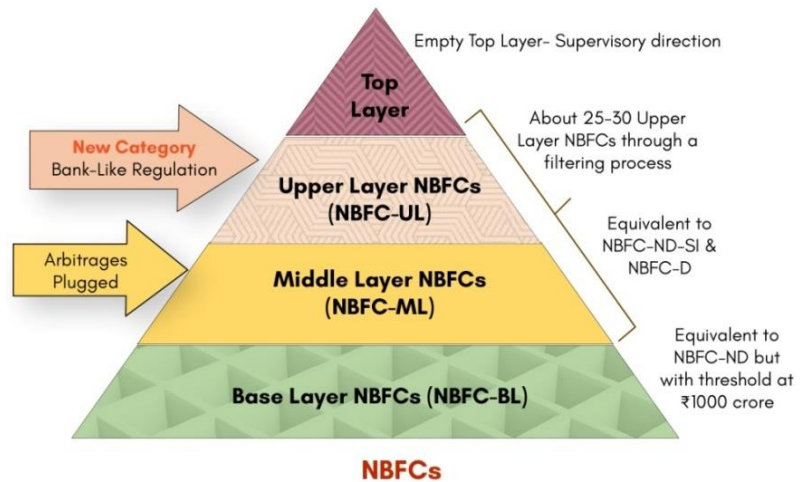 Empty Top Layer- Supervisory direction
Top
Layer
About 25-30 Upper
Layer NBFCs through a
filtering process
New Category
Bank-Like Regulation
Upper Layer NBFCs
(NBFC-UL)
Equivalent to
NBFC-ND-SI &
NBFC-D
Arbitrages
Plugged
Middle Layer NBFCs
(NBFC-ML)
Equivalent to
NBFC-ND but
with threshold at
₹1000 crore
Base Layer NBFCs (NBFC-BL)
NBFCs